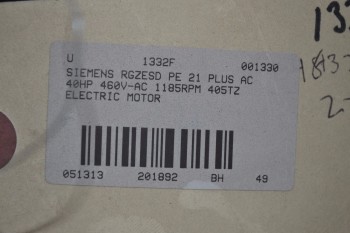 U 1332F 001330
SIEMENS RGZESD PE 21 PLUS AC
40HP 460V-AC 1185RPM 405TZ
ELECTRIC MOTOR
051313 201892 BH 49